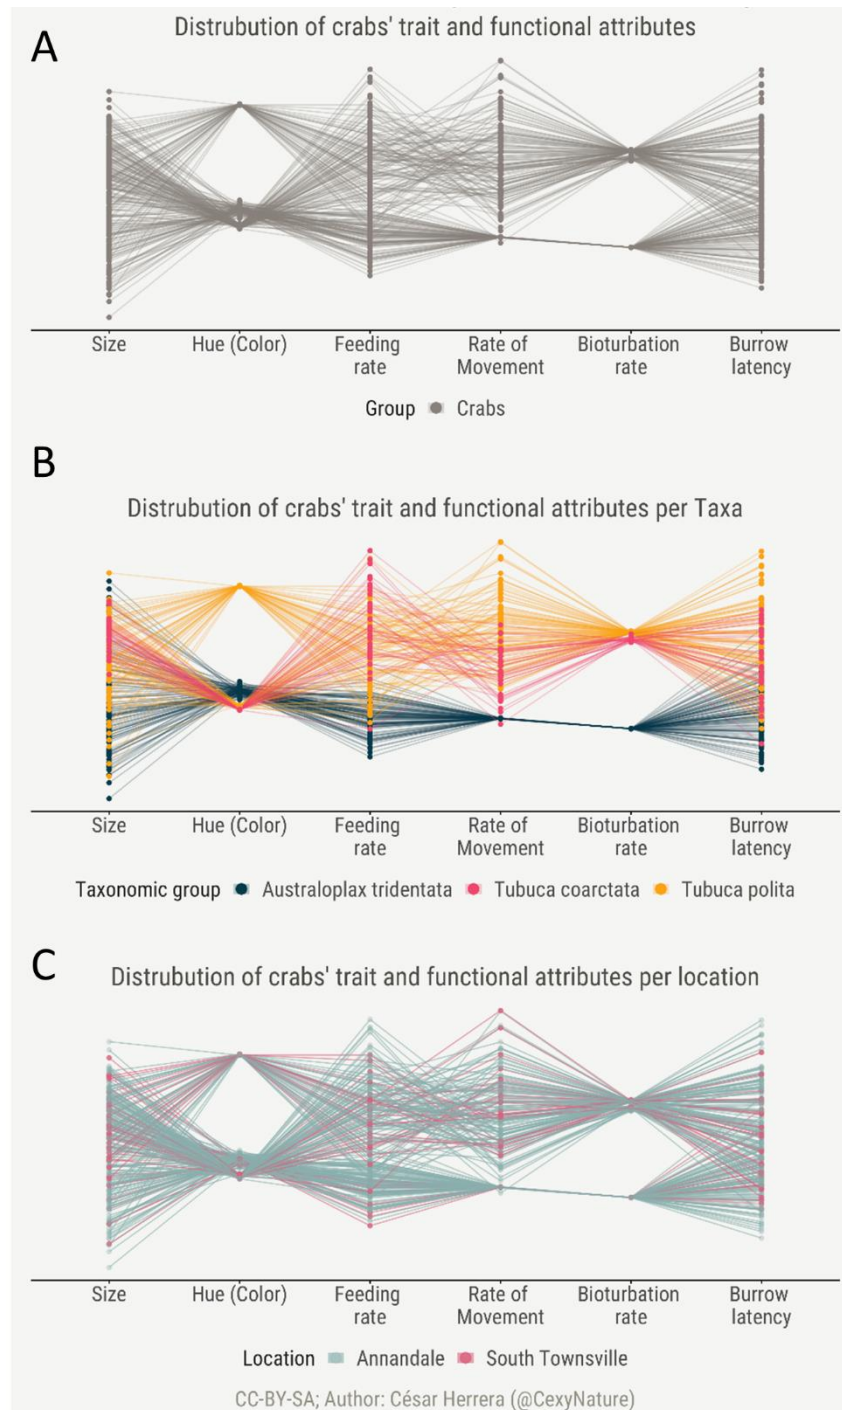 A
Distrubution of crabs' trait and functional attributes
Size
Hue (Color)
Feeding
rate
Rate of
Movement
Bioturbation
rate
Burrow
latency
Group
Crabs
B
Distrubution of crabs' trait and functional attributes per Taxa
Size
Hue (Color)
Feeding
rate
Rate of
Movement
Bioturbation
rate
Burrow
latency
Taxonomic group
Australoplax tridentata
Tubuca coarctata
Tubuca polita
C
Distrubution of crabs' trait and functional attributes per location
Size
Hue (Color)
Feeding
rate
Rate of
Movement
Bioturbation
rate
Burrow
latency
Location
Annandale
South Townsville
CC-BY-SA; Author: César Herrera (@CexyNature)